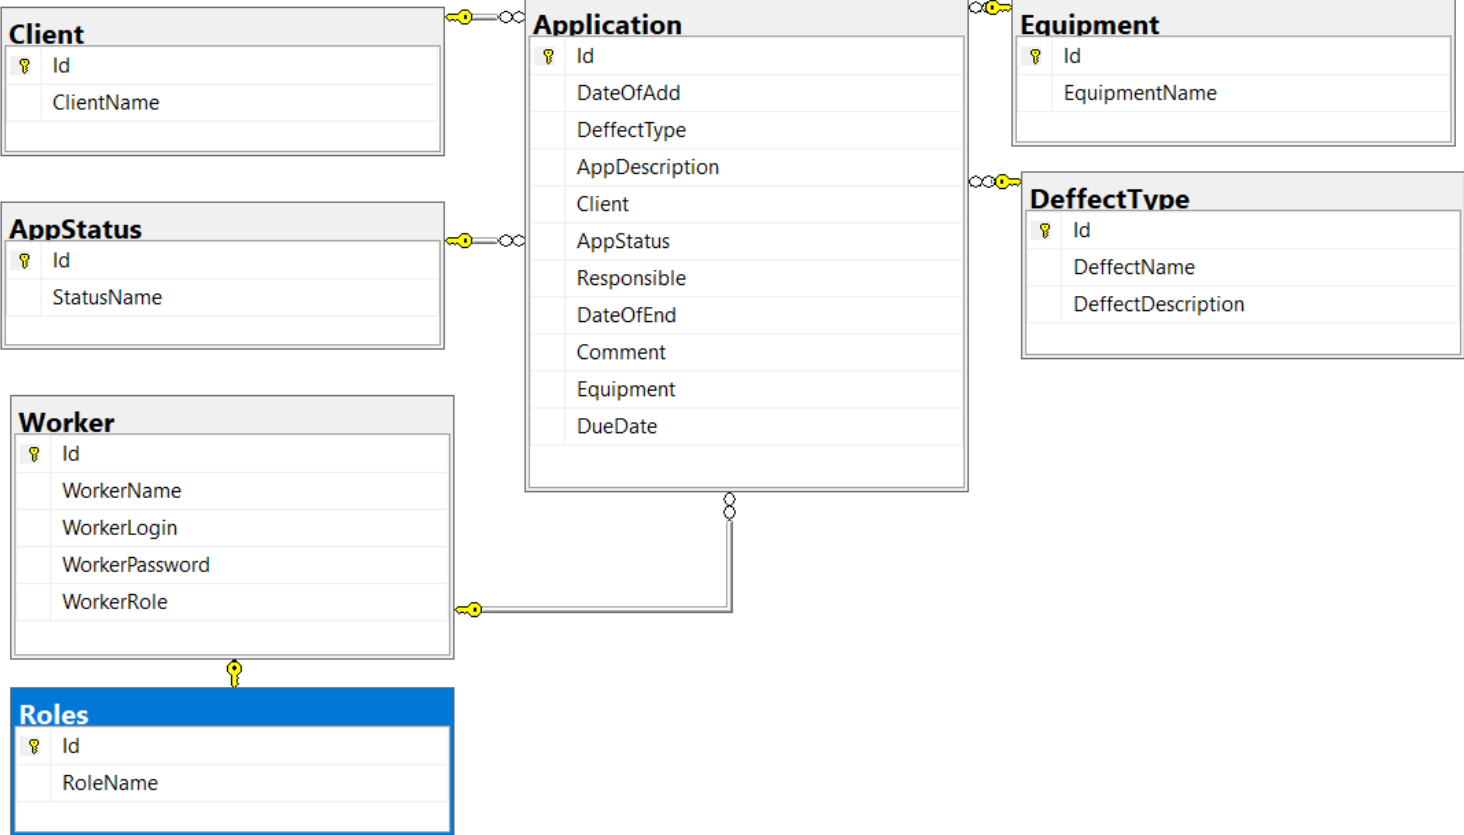 Client
Id
ClientName
AppStatus
Id
StatusName
Worker
Id
WorkerName
WorkerLogin
WorkerPassword
WorkerRole
Roles
Id
RoleName
Application
Id
DateOfAdd
DeffectType
AppDescription
Client
AppStatus
Responsible
DateOfEnd
Comment
Equipment
DueDate
Equipment
Id
EquipmentName
DeffectType
Id
DeffectName
DeffectDescription